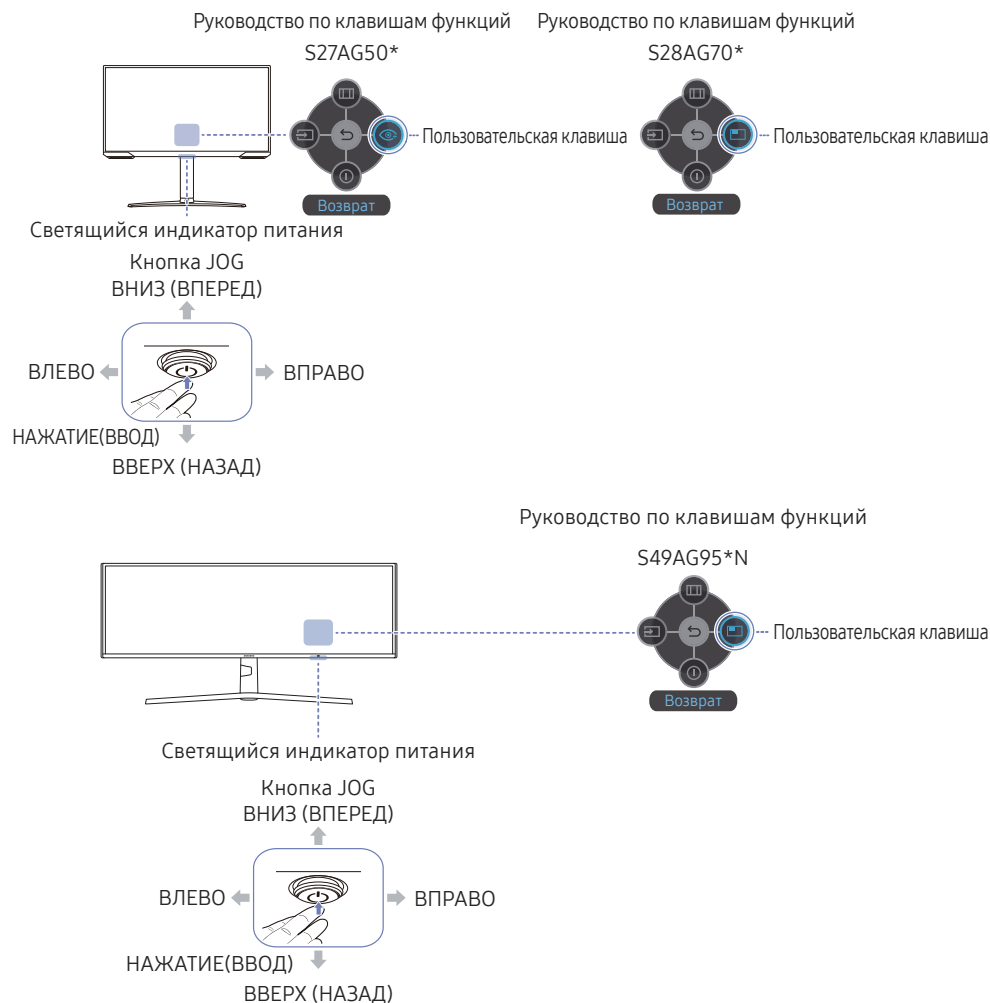 Руководство по клавишам функций
Руководство по клавишам функций
S27AG50*
S28AG70*
Пользовательская клавиша
Пользовательская клавиша
Возврат
Возврат
Светящийся индикатор питания
Кнопка JOG
ВНИЗ (ВПЕРЕД)
ВЛЕВО
ВПРАВО
НАЖАТИЕ(ВВОД)
ВВЕРХ (НАЗАД)
Руководство по клавишам функций
S49AG95*N
Пользовательская клавиша
Возврат
Светящийся индикатор питания
Кнопка JOG
ВНИЗ (ВПЕРЕД)
ВЛЕВО
ВПРАВО
НАЖАТИЕ(ВВОД)
ВВЕРХ (НАЗАД)